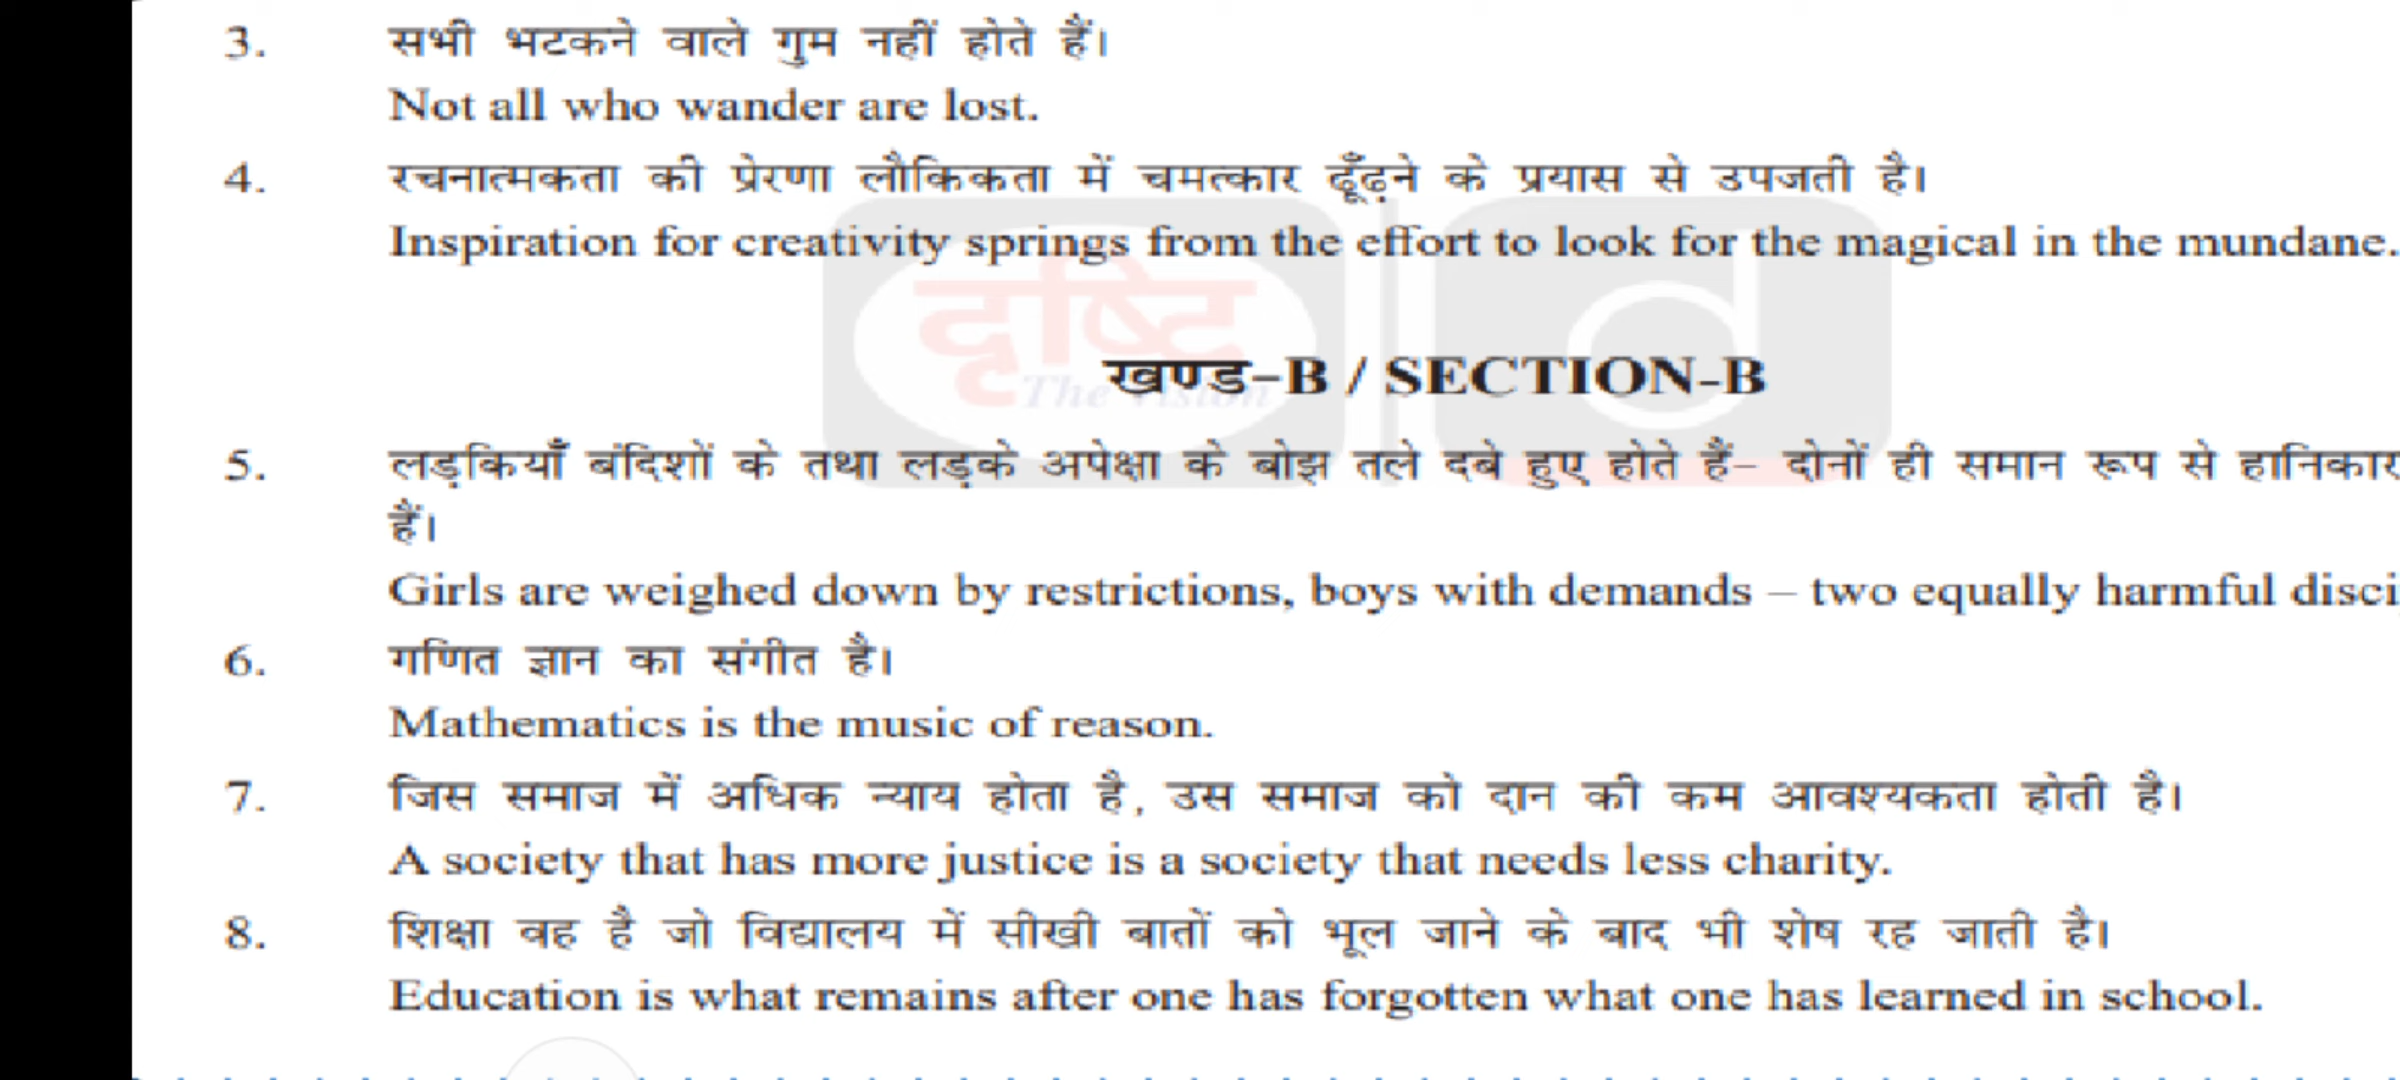 3. सभी भटकने वाले गुम नहीं होते हैं।
Not all who wander are lost.
4. रचनात्मकता की प्रेरणा लौकिकता में चमत्कार ढूँढ़ने के प्रयास से उपजती है।
Inspiration for creativity springs from the effort to look for the magical in the mundane.
दृष्टि
The Vision
d
खण्ड-B / SECTION-B
5. लड़कियाँ बंदिशों के तथा लड़के अपेक्षा के बोझ तले दबे हुए होते हैं– दोनों ही समान रूप से
हैं।
Girls are weighed down by restrictions, boys with demands – two equally harmful
6. गणित ज्ञान का संगीत है।
Mathematics is the music of reason.
7. जिस समाज में अधिक न्याय होता है, उस समाज को दान की कम आवश्यकता होती है।
A society that has more justice is a society that needs less charity.
8. शिक्षा वह है जो विद्यालय में सीखी बातों को भूल जाने के बाद भी शेष रह जाती है।
Education is what remains after one has forgotten what one has learned in school.